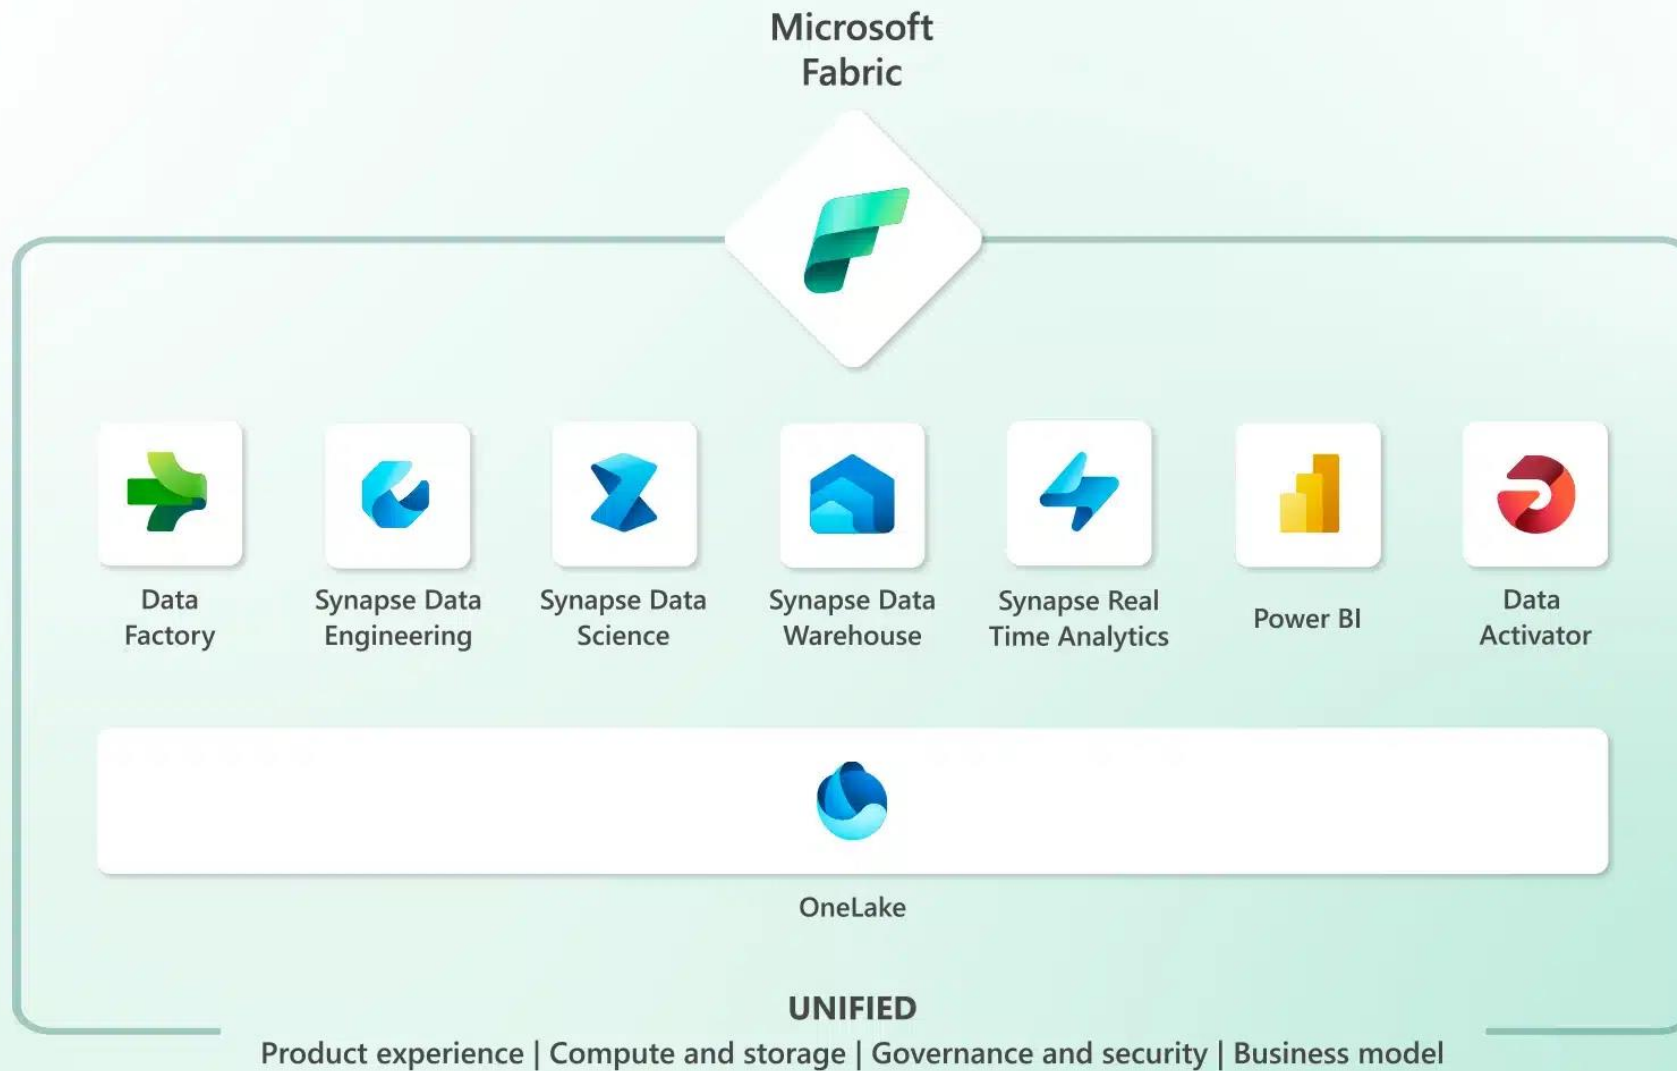 Microsoft
Fabric
Data
Factory
Synapse Data
Engineering
Synapse Data
Science
Synapse Data
Warehouse
Synapse Real
Time Analytics
Power BI
Data
Activator
OneLake
UNIFIED
Product experience | Compute and storage | Governance and security | Business model